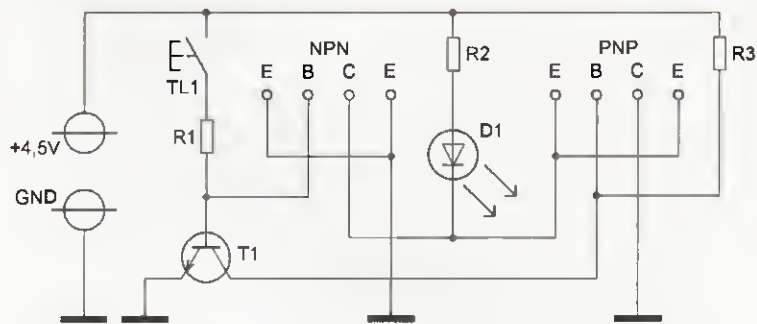 NPN
PNP
R2
R3
E B C E
E B C E
TL1
D1
R1
+4,5V
GND
T1